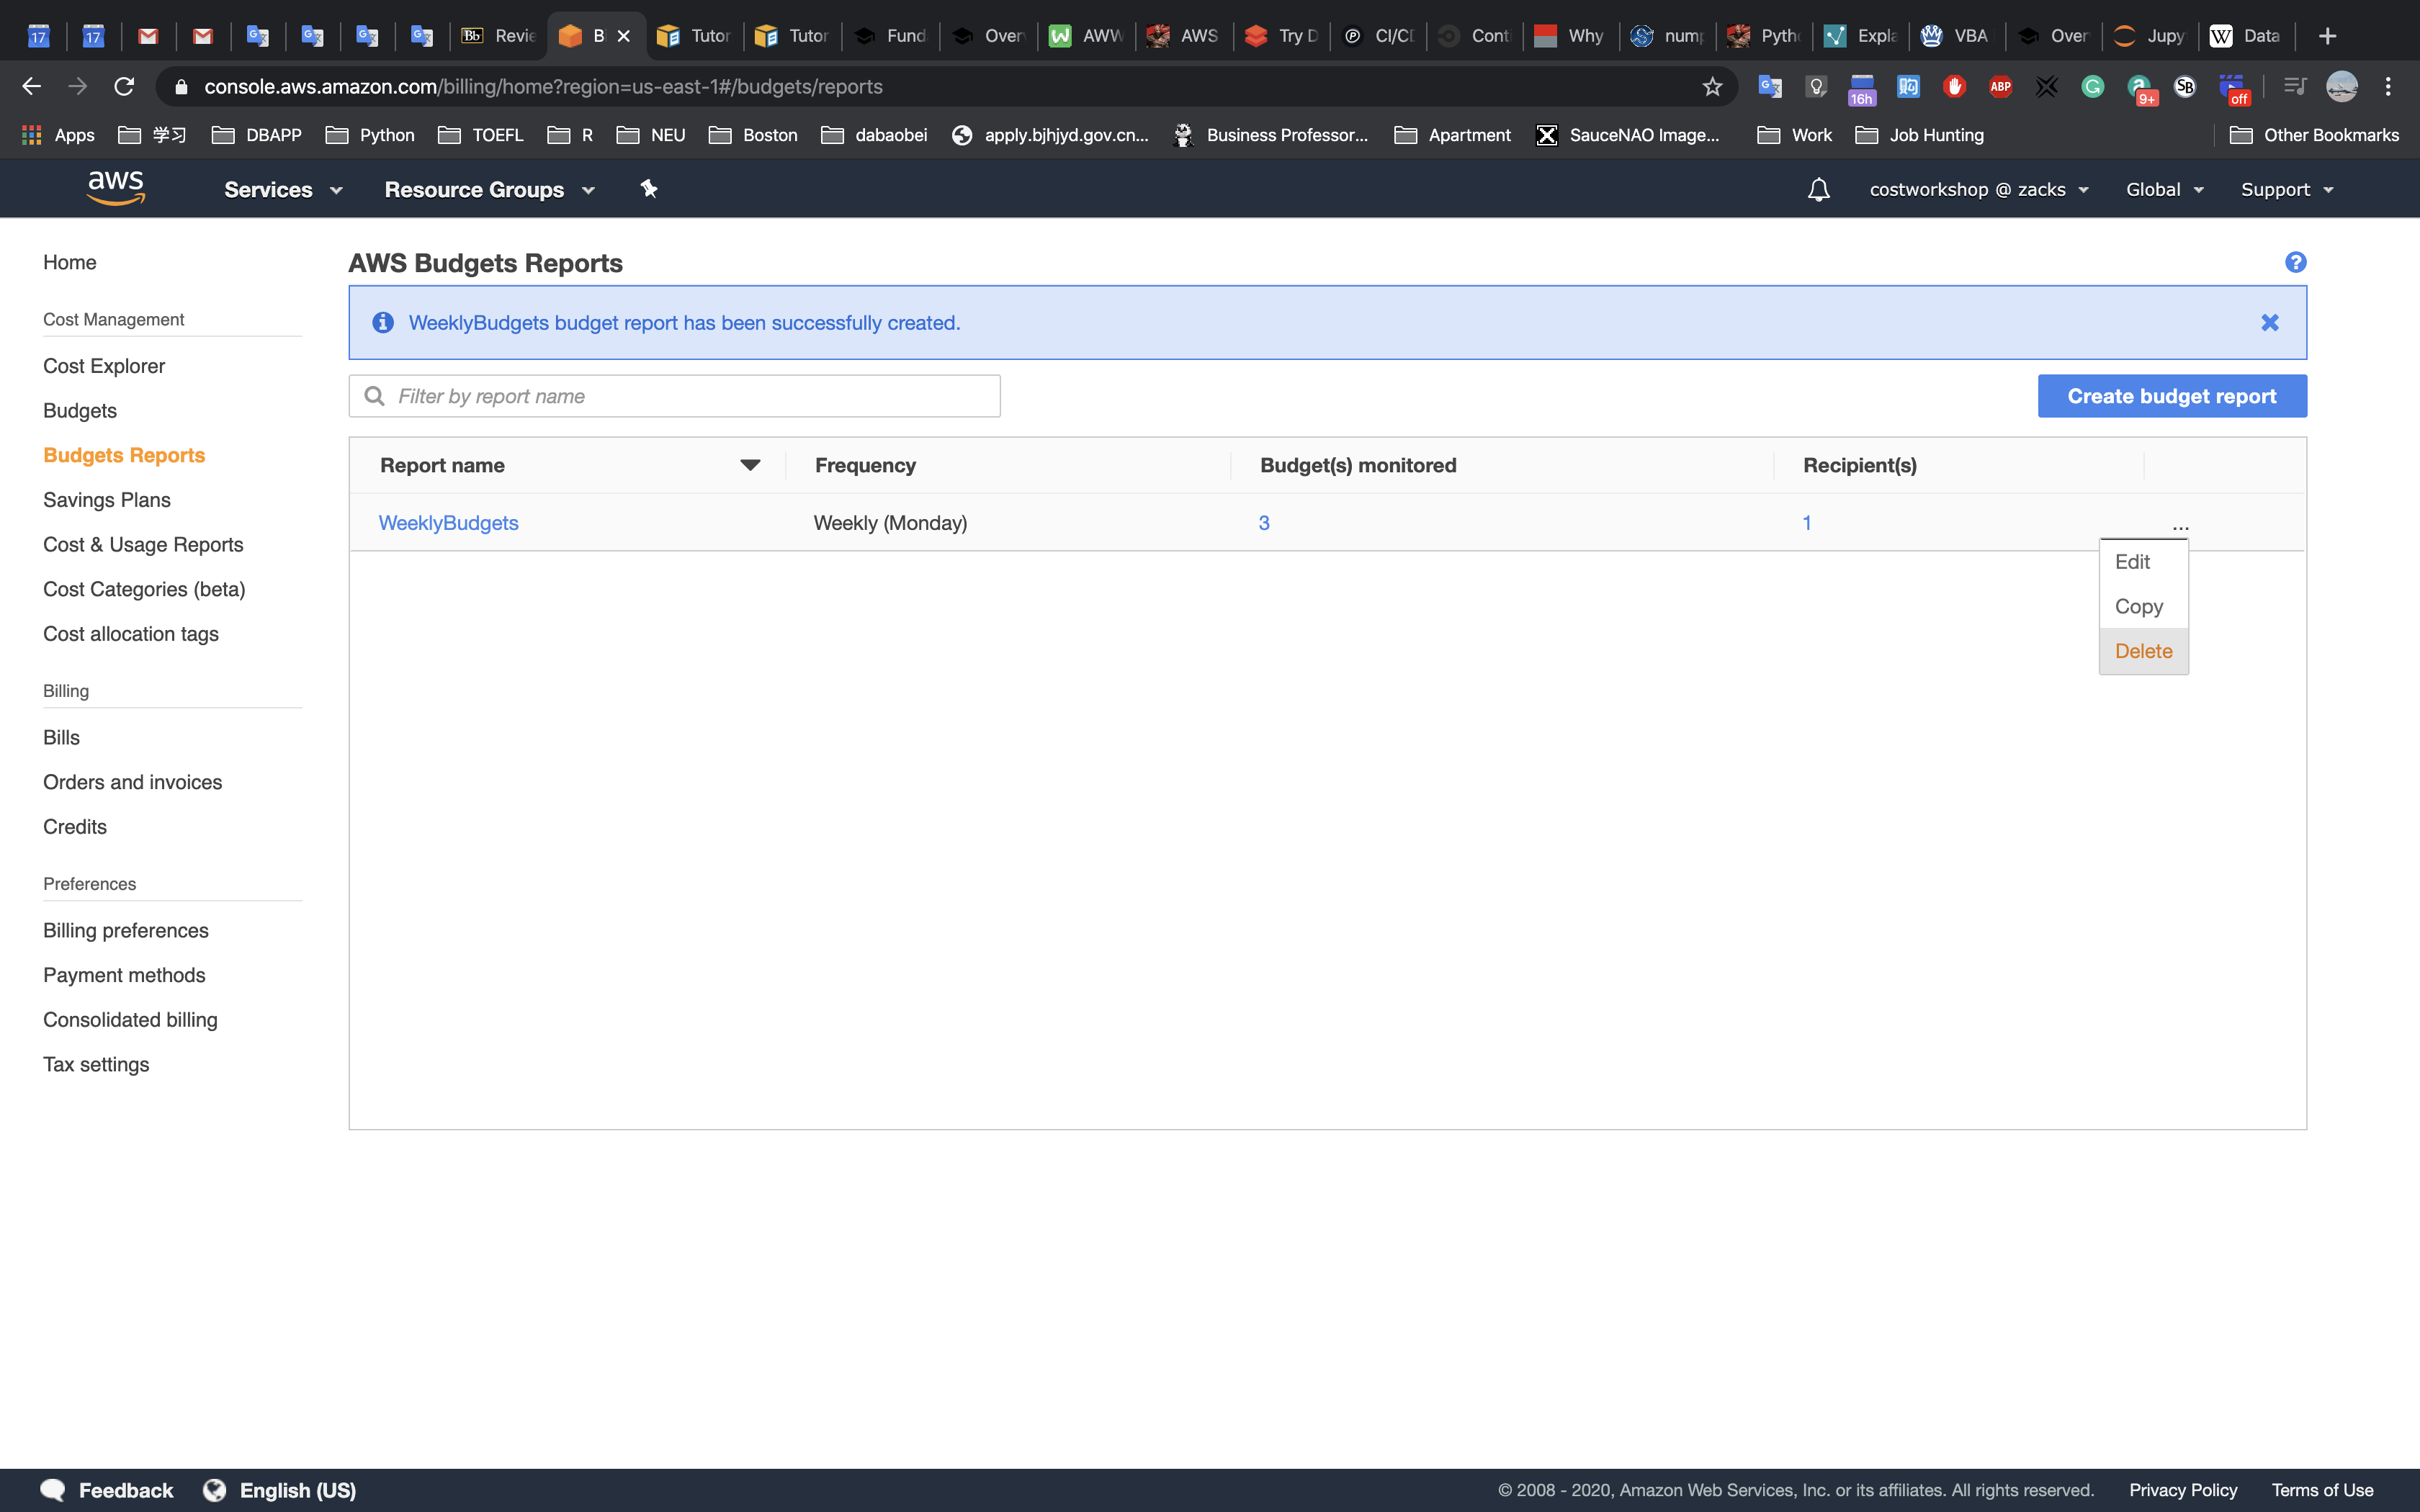 17
17
Bb Revie
B
Tutor
Tutor
Fund
Over
AWW
AWS
Try D
CI/CD
Cont
Why
num
Pyth
Expla
VBA
Over
Jupy
W Data
console.aws.amazon.com/billing/home?region=us-east-1#/budgets/reports
16h
ABP
9+
SB
off
Apps
学习
DBAPP
Python
TOEFL
R
NEU
Boston
dabaobei
apply.bjhjyd.gov.cn...
Business Professor...
Apartment
SauceNAO Image...
Work
Job Hunting
Other Bookmarks
aws
Services
Resource Groups
costworkshop @ zacks
Global
Support
Home
Cost Management
Cost Explorer
Budgets
Budgets Reports
Savings Plans
Cost & Usage Reports
Cost Categories (beta)
Cost allocation tags
Billing
Bills
Orders and invoices
Credits
Preferences
Billing preferences
Payment methods
Consolidated billing
Tax settings
AWS Budgets Reports
WeeklyBudgets budget report has been successfully created.
Filter by report name
Create budget report
Report name Frequency Budget(s) monitored Recipient(s)
WeeklyBudgets Weekly (Monday) 3 1 ...
Edit
Copy
Delete
Feedback
English (US)
© 2008 - 2020, Amazon Web Services, Inc. or its affiliates. All rights reserved.
Privacy Policy
Terms of Use